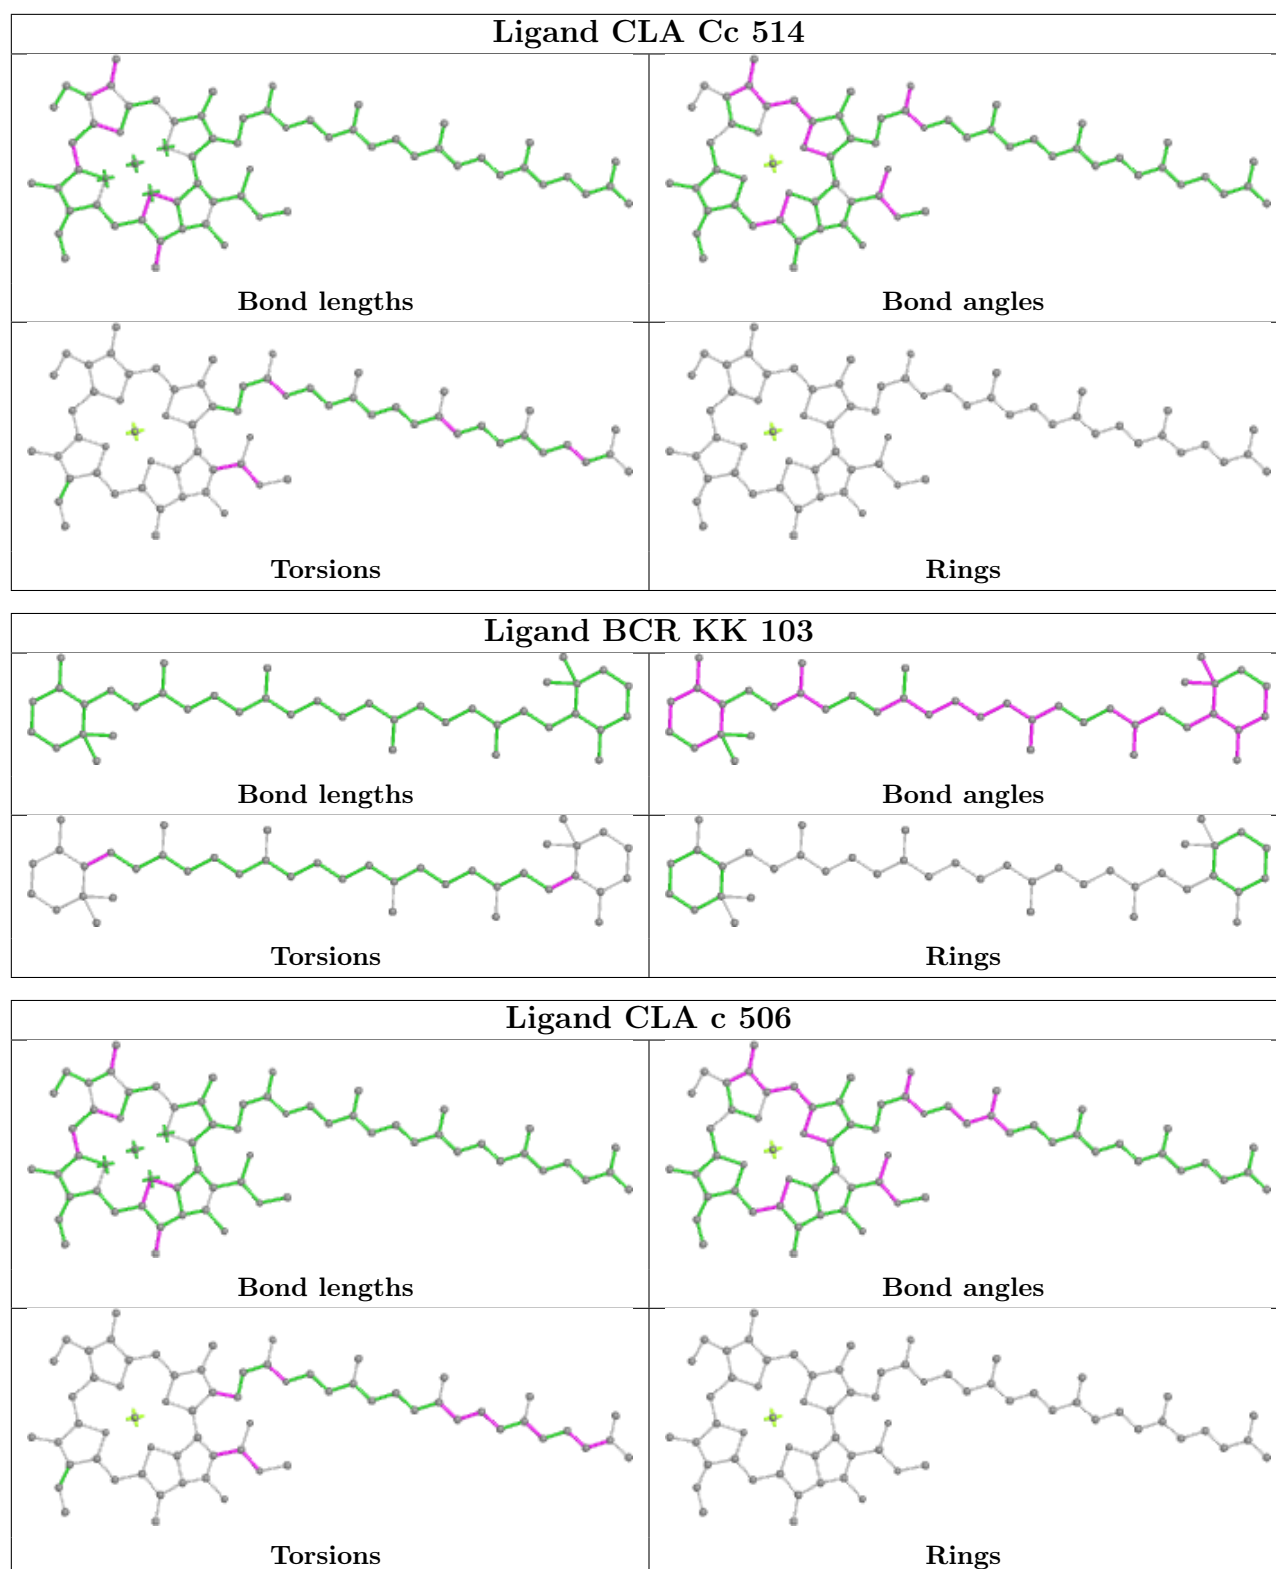 Ligand CLA Cc 514
Bond lengths
Bond angles
Torsions
Rings
Ligand BCR KK 103
Bond lengths
Bond angles
Torsions
Rings
Ligand CLA c 506
Bond lengths
Bond angles
Torsions
Rings